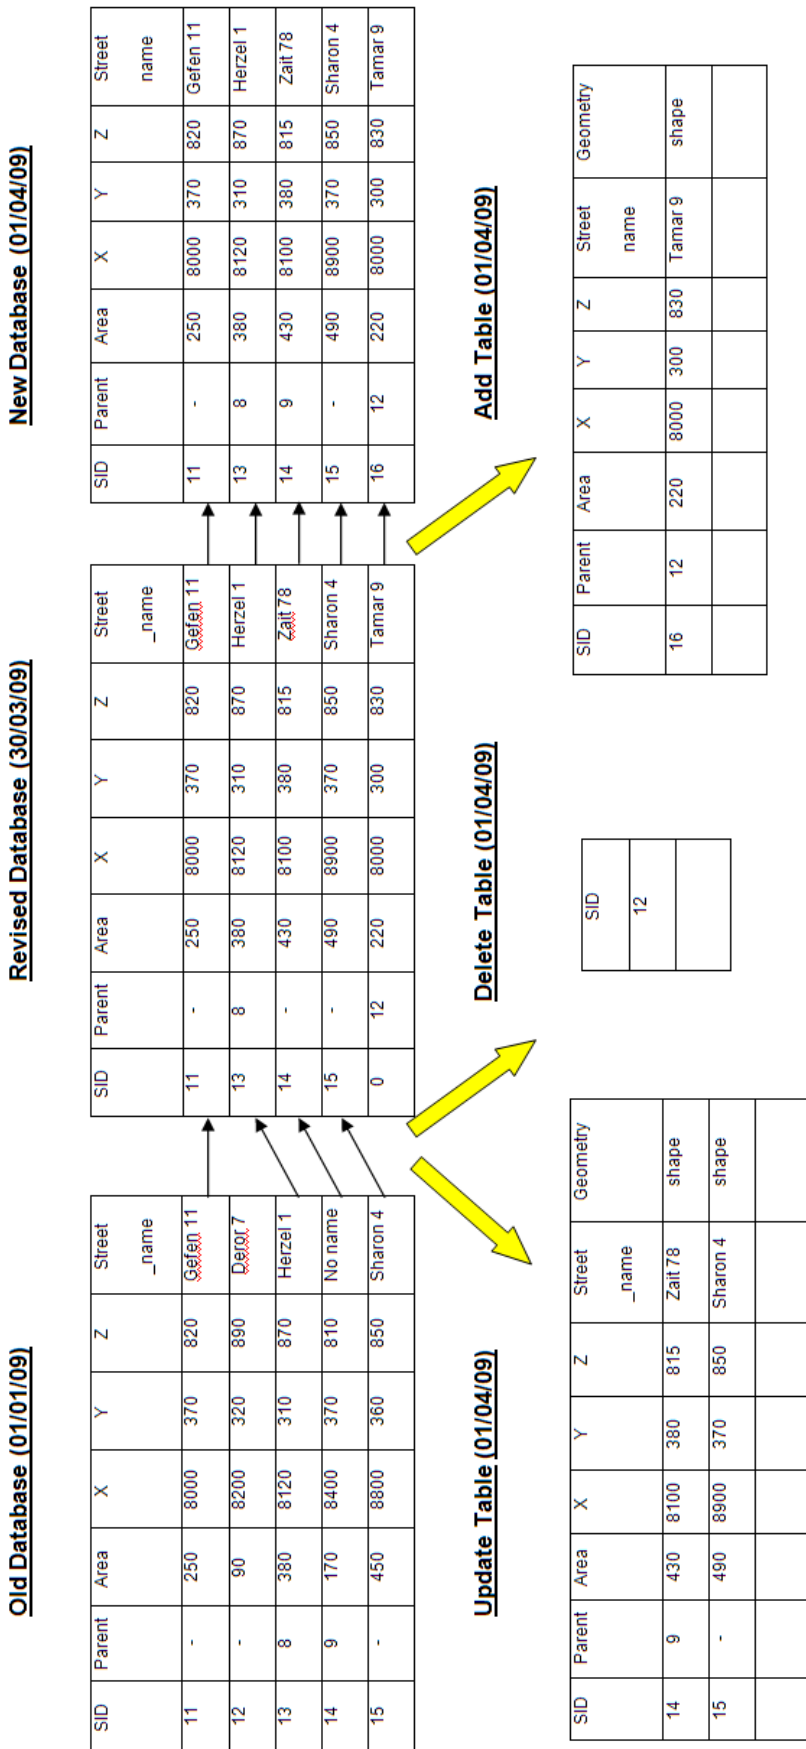 Old Database (01/01/09)
SID Parent Area X Y Z Street
_name
11 - 250 8000 370 820 Gefen 11
12 - 90 8200 320 890 Deror 7
13 8 380 8120 310 870 Herzel 1
14 9 170 8400 370 810 No name
15 - 450 8800 360 850 Sharon 4
Revised Database (30/03/09)
SID Parent Area X Y Z Street
_name
11 - 250 8000 370 820 Gefen 11
13 8 380 8120 310 870 Herzel 1
14 - 430 8100 380 815 Zait 78
15 - 490 8900 370 850 Sharon 4
0 12 220 8000 300 830 Tamar 9
New Database (01/04/09)
SID Parent Area X Y Z Street
name
11 - 250 8000 370 820 Gefen 11
13 8 380 8120 310 870 Herzel 1
14 9 430 8100 380 815 Zait 78
15 - 490 8900 370 850 Sharon 4
16 12 220 8000 300 830 Tamar 9
Update Table (01/04/09)
SID Parent Area X Y Z Street Geometry
_name
14 9 430 8100 380 815 Zait 78 shape
15 - 490 8900 370 850 Sharon 4 shape
Delete Table (01/04/09)
SID
12
Add Table (01/04/09)
SID Parent Area X Y Z Street Geometry
name
16 12 220 8000 300 830 Tamar 9 shape